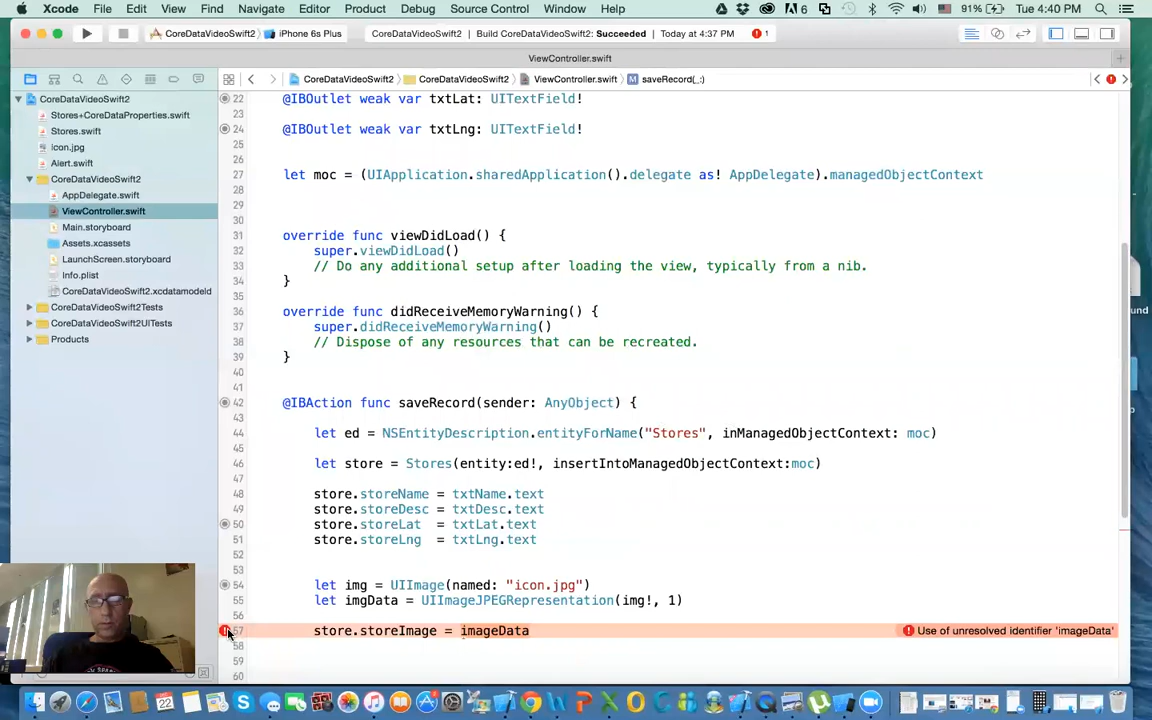 Xcode File Edit View Find Navigate Editor Product Debug Source Control Window Help 6 91% Tue 4:40 PM
CoreDataVideoSwift2 iPhone 6s Plus CoreDataVideoSwift2 | Build CoreDataVideoSwift2: Succeeded | Today at 4:37 PM 1
ViewController.swift
CoreDataVideoSwift2 CoreDataVideoSwift2 ViewController.swift M saveRecord(_:)
CoreDataVideoSwift2
Stores+CoreDataProperties.swift
Stores.swift
icon.jpg
Alert.swift
CoreDataVideoSwift2
AppDelegate.swift
ViewController.swift
Main.storyboard
Assets.xcassets
LaunchScreen.storyboard
Info.plist
CoreDataVideoSwift2.xcdatamodeld
CoreDataVideoSwift2Tests
CoreDataVideoSwift2UITests
Products
22 @IBOutlet weak var txtLat: UITextField!
23
24 @IBOutlet weak var txtLng: UITextField!
25
26
27 let moc = (UIApplication.sharedApplication().delegate as! AppDelegate).managedObjectContext
28
29
30
31 override func viewDidLoad() {
32 super.viewDidLoad()
33 // Do any additional setup after loading the view, typically from a nib.
34 }
35
36 override func didReceiveMemoryWarning() {
37 super.didReceiveMemoryWarning()
38 // Dispose of any resources that can be recreated.
39 }
40
41
42 @IBAction func saveRecord(sender: AnyObject) {
43
44 let ed = NSEntityDescription.entityForName("Stores", inManagedObjectContext: moc)
45
46 let store = Stores(entity:ed!, insertIntoManagedObjectContext:moc)
47
48 store.storeName = txtName.text
49 store.storeDesc = txtDesc.text
50 store.storeLat = txtLat.text
51 store.storeLng = txtLng.text
52
53
54 let img = UIImage(named: "icon.jpg")
55 let imgData = UIImageJPEGRepresentation(img!, 1)
56
57 store.storeImage = imageData Use of unresolved identifier 'imageData'
58
59
60